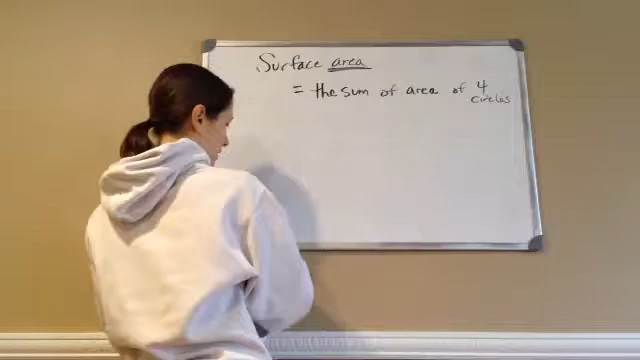 Surface area
= the sum of area of 4
circles